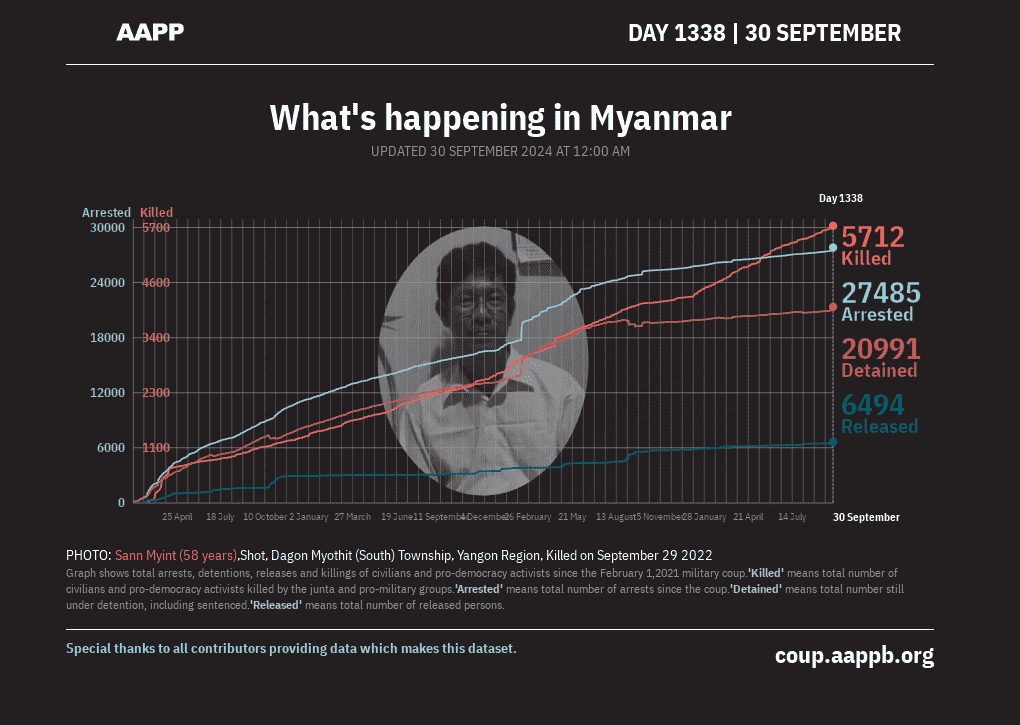 AAPP
DAY 1338 | 30 SEPTEMBER
What's happening in Myanmar
UPDATED 30 SEPTEMBER 2024 AT 12:00 AM
Day 1338
Arrested Killed
30000 5700
24000 4600
18000 3400
12000 2300
6000 1100
0
5712
Killed
27485
Arrested
20991
Detained
6494
Released
25 April 18 July 10 October 2 January 27 March 19 June 11 September 4 December 26 February 21 May 13 August 5 November 28 January 21 April 14 July 30 September
PHOTO: Sann Myint (58 years),Shot, Dagon Myothit (South) Township, Yangon Region, Killed on September 29 2022
Graph shows total arrests, detentions, releases and killings of civilians and pro-democracy activists since the February 1,2021 military coup.'Killed' means total number of
civilians and pro-democracy activists killed by the junta and pro-military groups.'Arrested' means total number of arrests since the coup.'Detained' means total number still
under detention, including sentenced.'Released' means total number of released persons.
Special thanks to all contributors providing data which makes this dataset.
coup.aappb.org